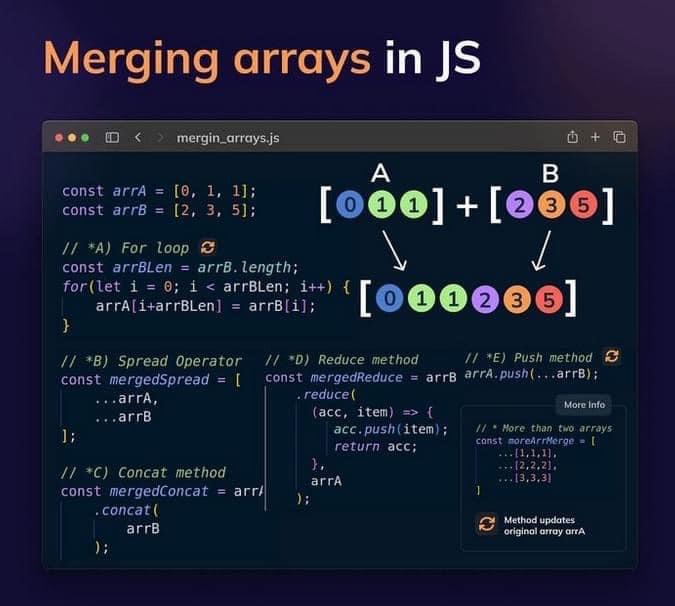 Merging arrays in JS
mergin_arrays.js
const arrA = [0, 1, 1];
const arrB = [2, 3, 5];
A
B
[0 1 1] + [2 3 5]
[0 1 1 2 3 5]
// *A) For loop
const arrBLen = arrB.length;
for(let i = 0; i < arrBLen; i++) {
arrA[i+arrBLen] = arrB[i];
}
// *B) Spread Operator
const mergedSpread = [
...arrA,
...arrB
];
// *C) Concat method
const mergedConcat = arrA
.concat(
arrB
);
// *D) Reduce method
const mergedReduce = arrB
.reduce(
(acc, item) => {
acc.push(item);
return acc;
},
arrA
);
// *E) Push method
arrA.push(...arrB);
More Info
// * More than two arrays
const moreArrMerge = [
...[1,1,1],
...[2,2,2],
...[3,3,3]
]
Method updates
original array arrA